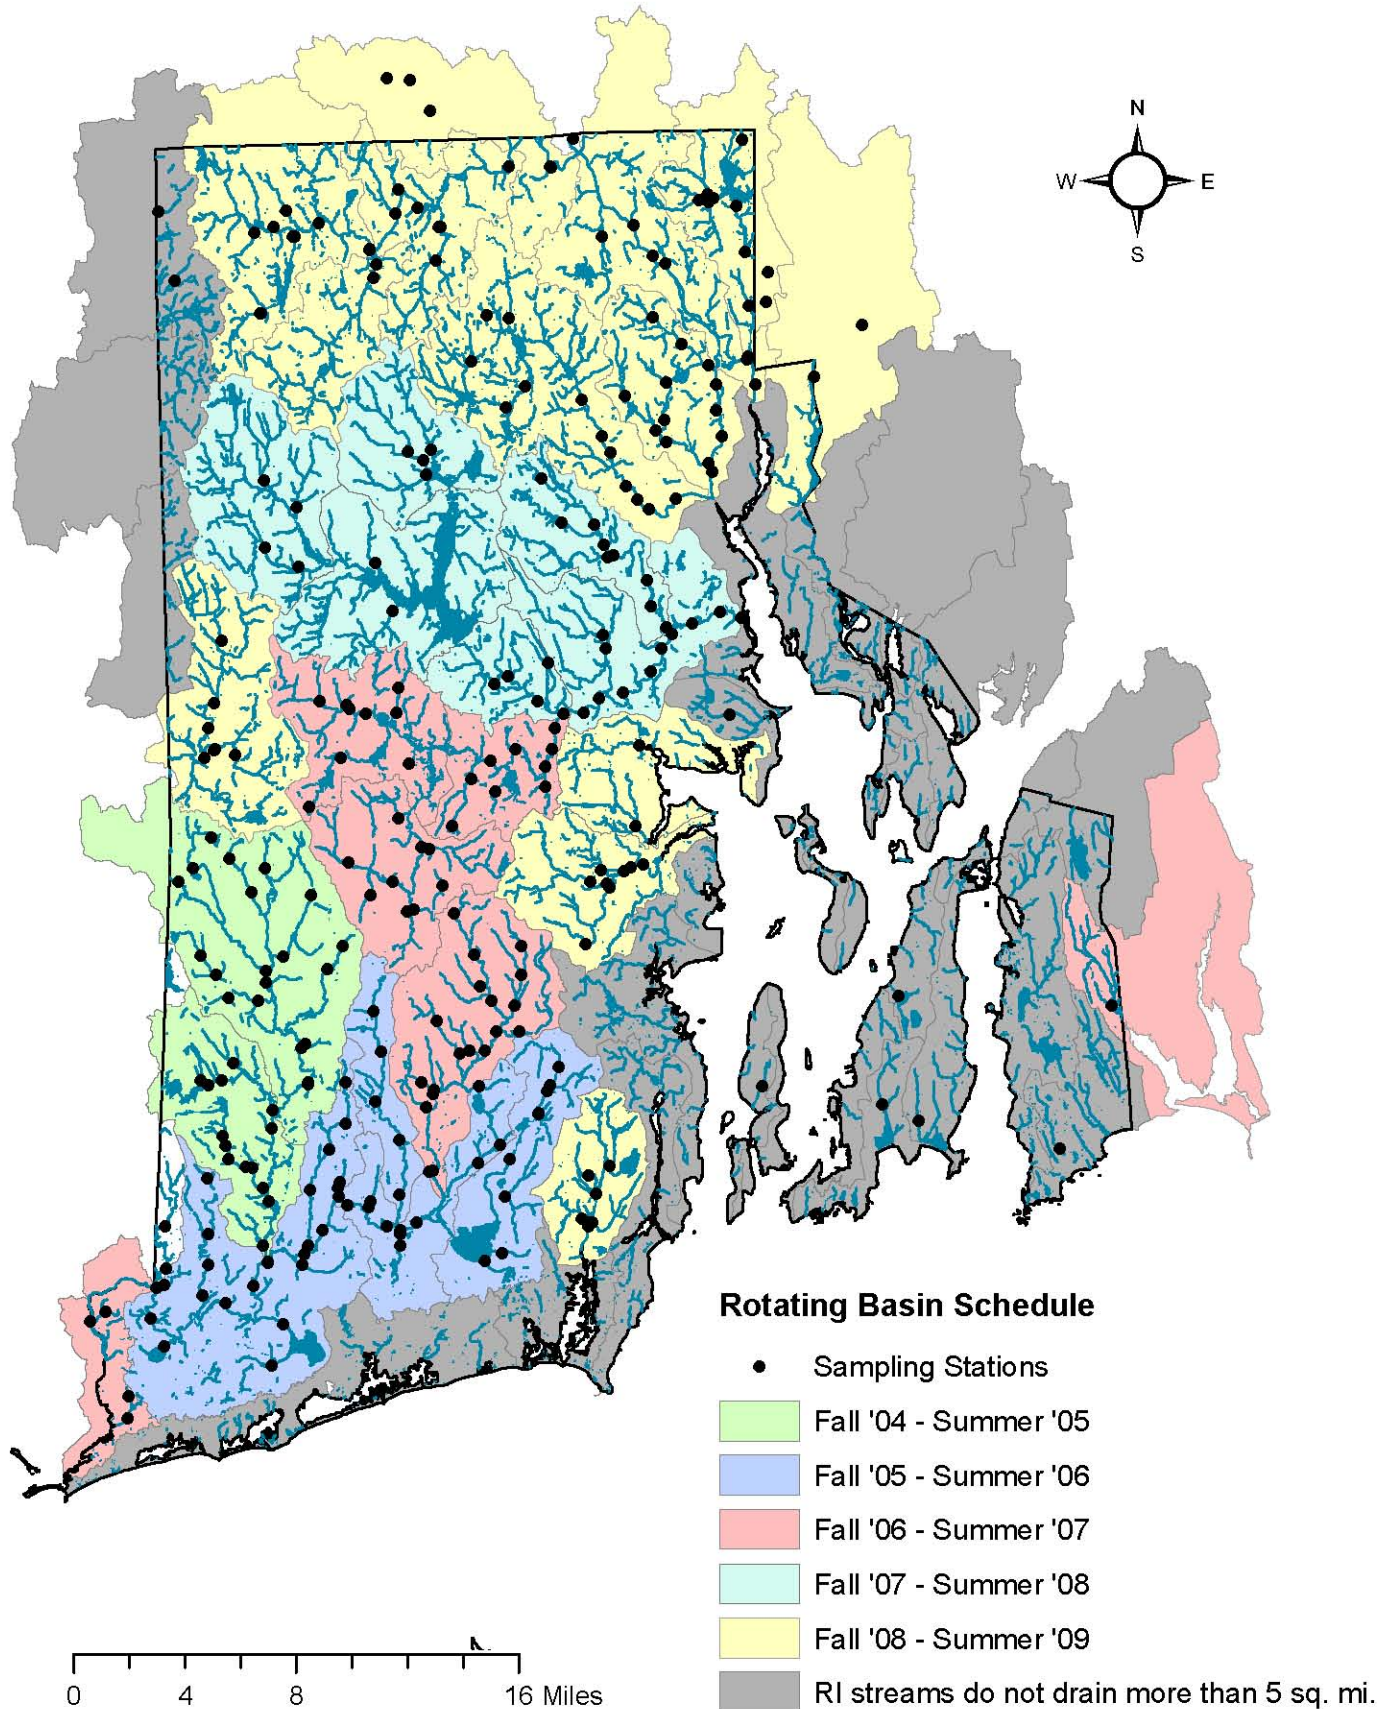 N
W E
S
Rotating Basin Schedule
Sampling Stations
Fall '04 - Summer '05
Fall '05 - Summer '06
Fall '06 - Summer '07
Fall '07 - Summer '08
Fall '08 - Summer '09
RI streams do not drain more than 5 sq. mi.
0 4 8 16 Miles